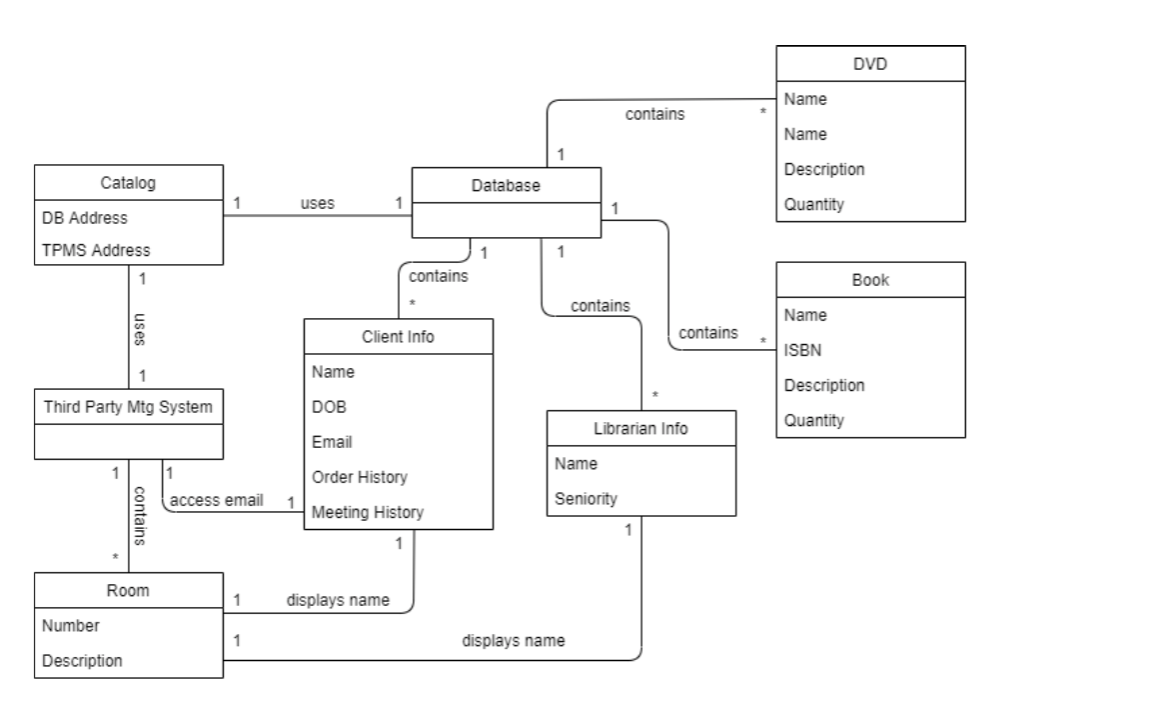 DVD
Name
Name
Description
Quantity
contains
*
1
Catalog
DB Address
TPMS Address
1
uses
1
Database
1
contains
*
Book
Name
ISBN
Description
Quantity
1
contains
*
1
contains
*
1
uses
1
Client Info
Name
DOB
Email
Order History
Meeting History
Third Party Mtg System
Librarian Info
Name
Seniority
1
contains
*
1
access email
1
Room
Number
Description
1
displays name
1
1
displays name
1